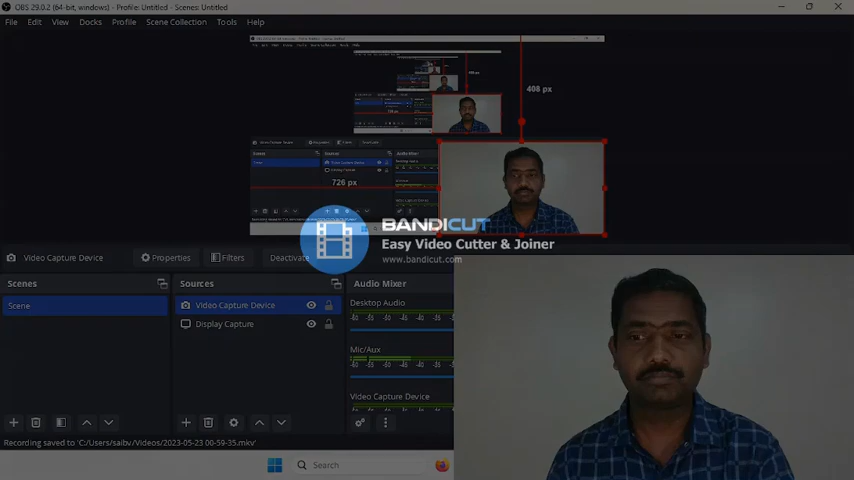 OBS 29.0.2 (64-bit, windows) - Profile: Untitled - Scenes: Untitled
File Edit View Docks Profile Scene Collection Tools Help
408 px
726 px
BANDICUT
Easy Video Cutter & Joiner
www.bandicut.com
Video Capture Device Properties Filters Deactivate
Scenes Sources Audio Mixer
Scene Video Capture Device Desktop Audio
Display Capture
Mic/Aux
Video Capture Device
Recording saved to 'C:/Users/saibv/Videos/2023-05-23 00-59-35.mkv'
Search